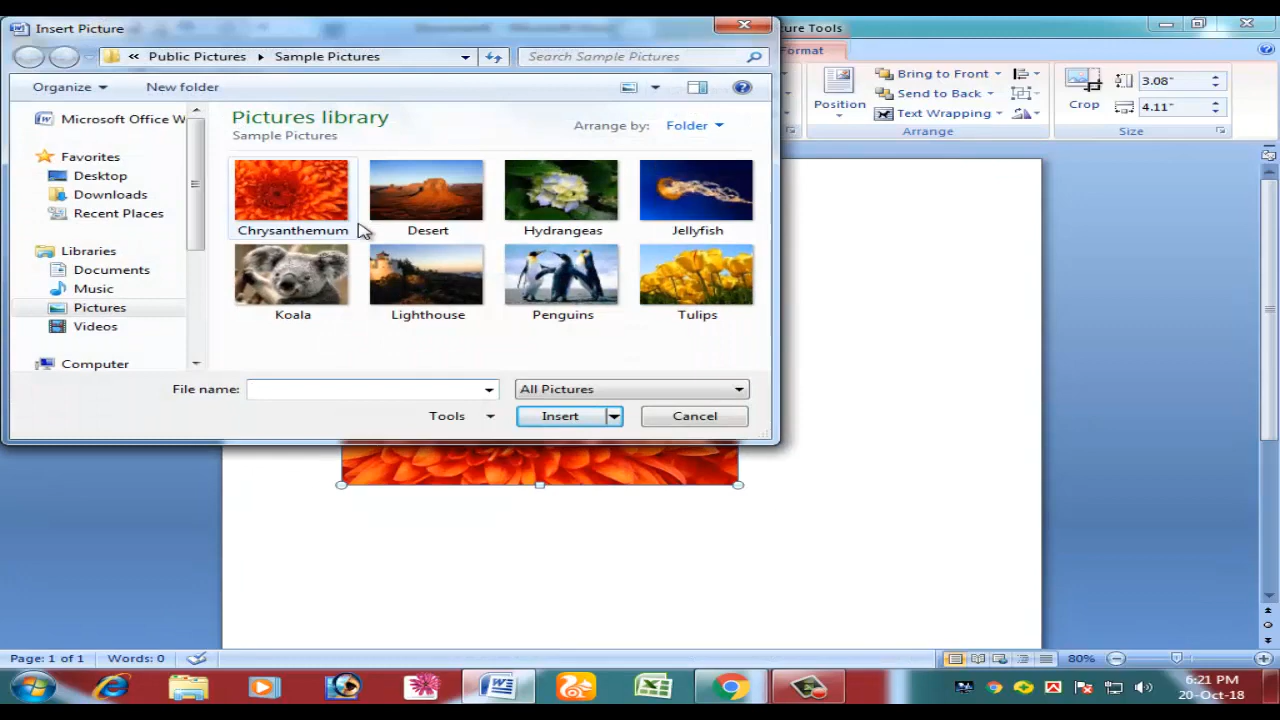 Insert Picture
ure Tools
« Public Pictures Sample Pictures
Search Sample Pictures
Format
Organize
New folder
Microsoft Office W
Favorites
Desktop
Downloads
Recent Places
Libraries
Documents
Music
Pictures
Videos
Computer
Pictures library
Sample Pictures
Arrange by: Folder
Chrysanthemum
Desert
Hydrangeas
Jellyfish
Koala
Lighthouse
Penguins
Tulips
File name:
All Pictures
Tools
Insert
Cancel
Position
Bring to Front
Send to Back
Text Wrapping
Arrange
Crop
3.08"
4.11"
Size
Page: 1 of 1
Words: 0
80%
6:21 PM
20-Oct-18